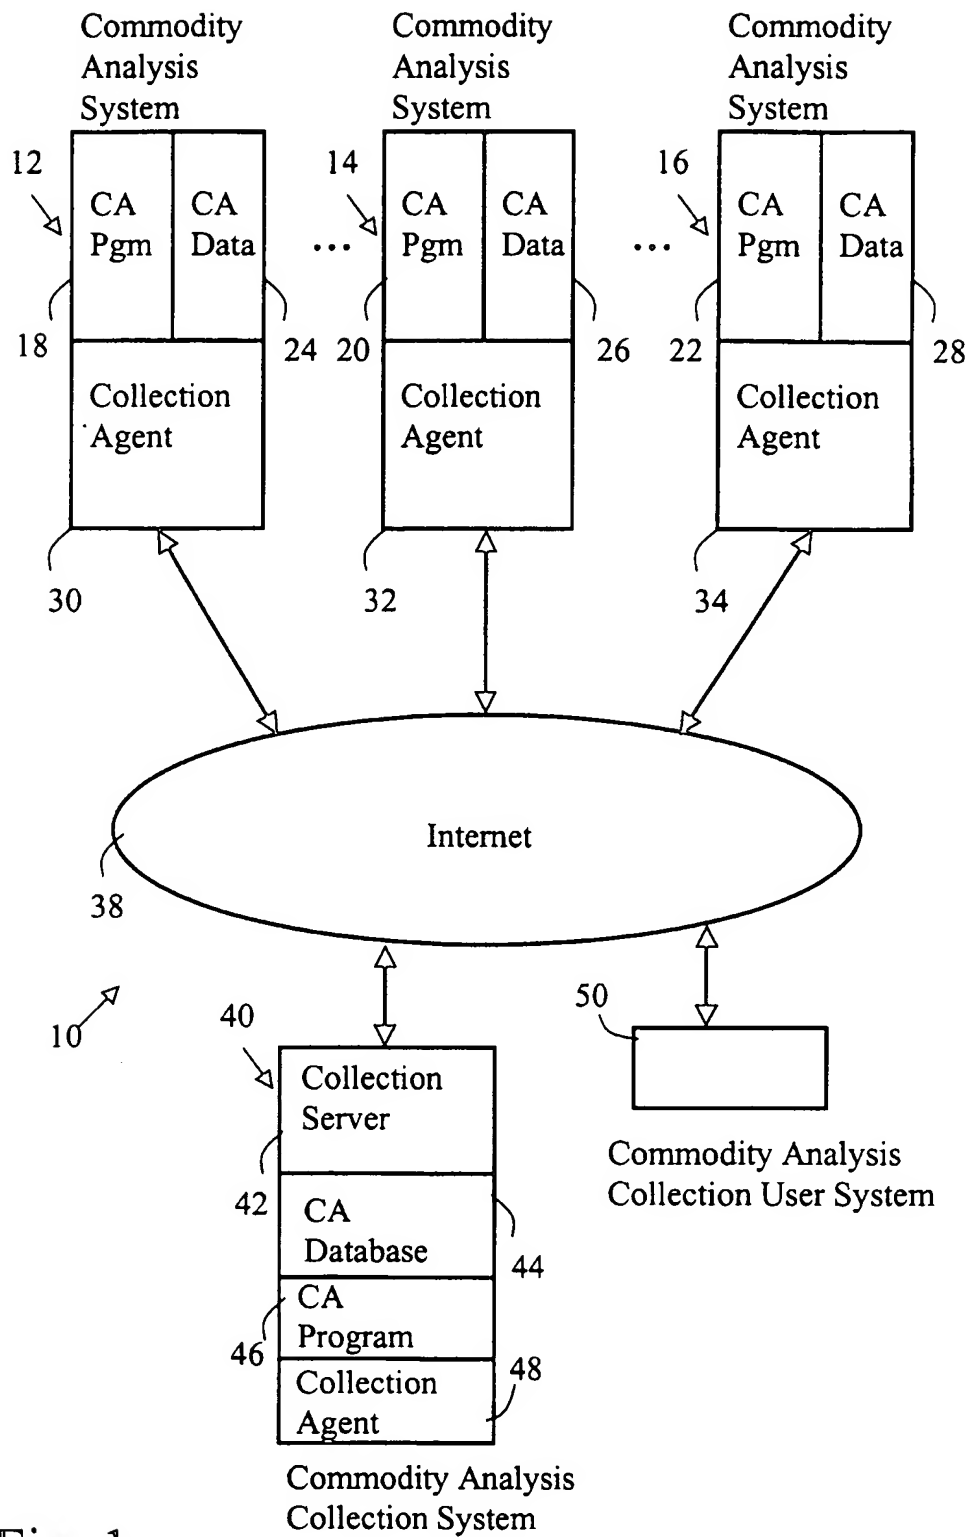 Commodity
Analysis
System
Commodity
Analysis
System
Commodity
Analysis
System
12
14
16
CA
Pgm
CA
Data
...
CA
Pgm
CA
Data
...
CA
Pgm
CA
Data
18
24
20
26
22
28
Collection
Agent
Collection
Agent
Collection
Agent
30
32
34
Internet
38
10
40
50
Collection
Server
42
CA
Database
44
CA
Program
46
Collection
Agent
48
Commodity Analysis
Collection User System
Commodity Analysis
Collection System
Fig. 1